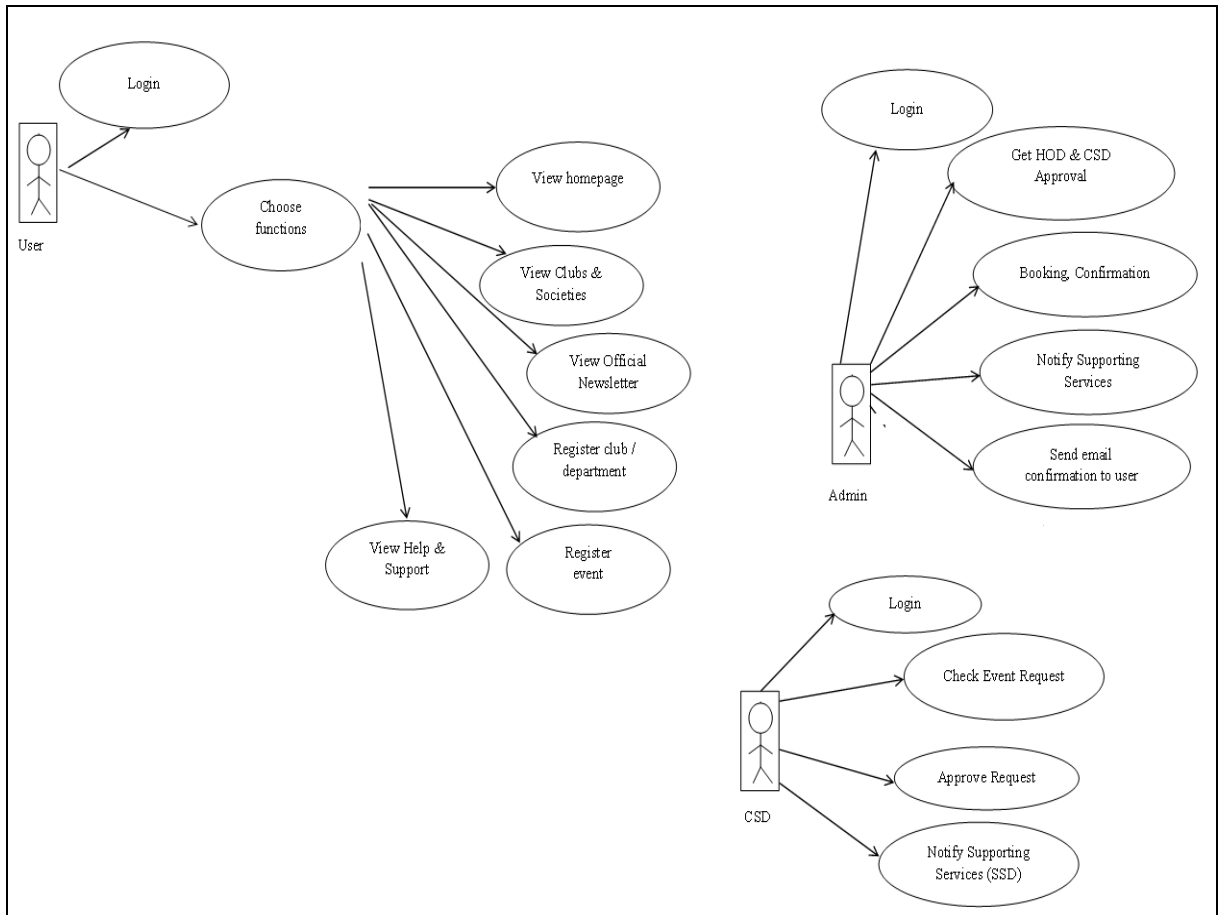 Login
User
Choose
functions
View homepage
View Clubs &
Societies
View Official
Newsletter
Register club /
department
Register
event
View Help &
Support
Login
Get HOD & CSD
Approval
Booking, Confirmation
Notify Supporting
Services
Send email
confirmation to user
Admin
Login
Check Event Request
Approve Request
Notify Supporting
Services (SSD)
CSD